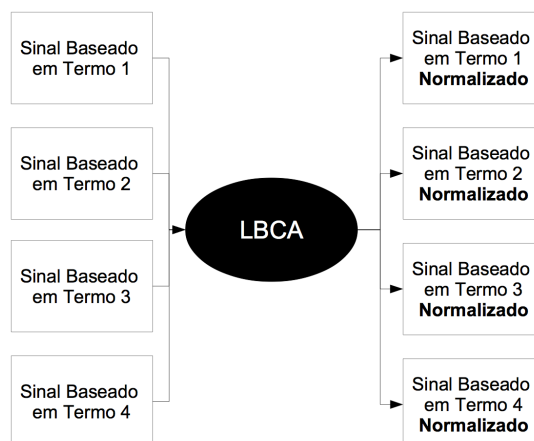 Sinal Baseado
em Termo 1
Sinal Baseado
em Termo 2
Sinal Baseado
em Termo 3
Sinal Baseado
em Termo 4
LBCA
Sinal Baseado
em Termo 1
Normalizado
Sinal Baseado
em Termo 2
Normalizado
Sinal Baseado
em Termo 3
Normalizado
Sinal Baseado
em Termo 4
Normalizado